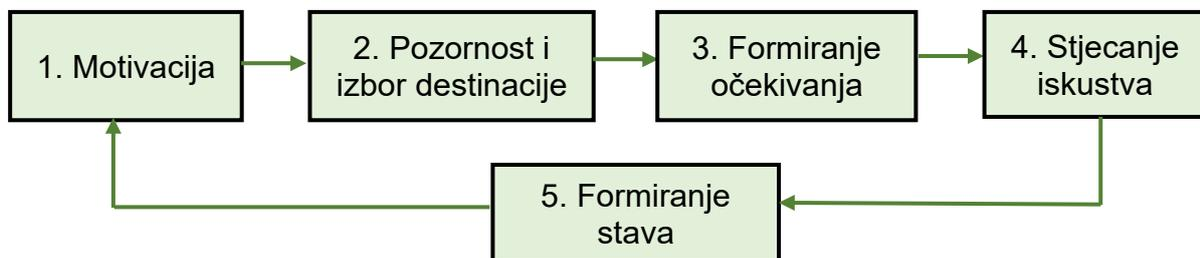 1. Motivacija
2. Pozornost i
izbor destinacije
3. Formiranje
očekivanja
4. Stjecanje
iskustva
5. Formiranje
stava